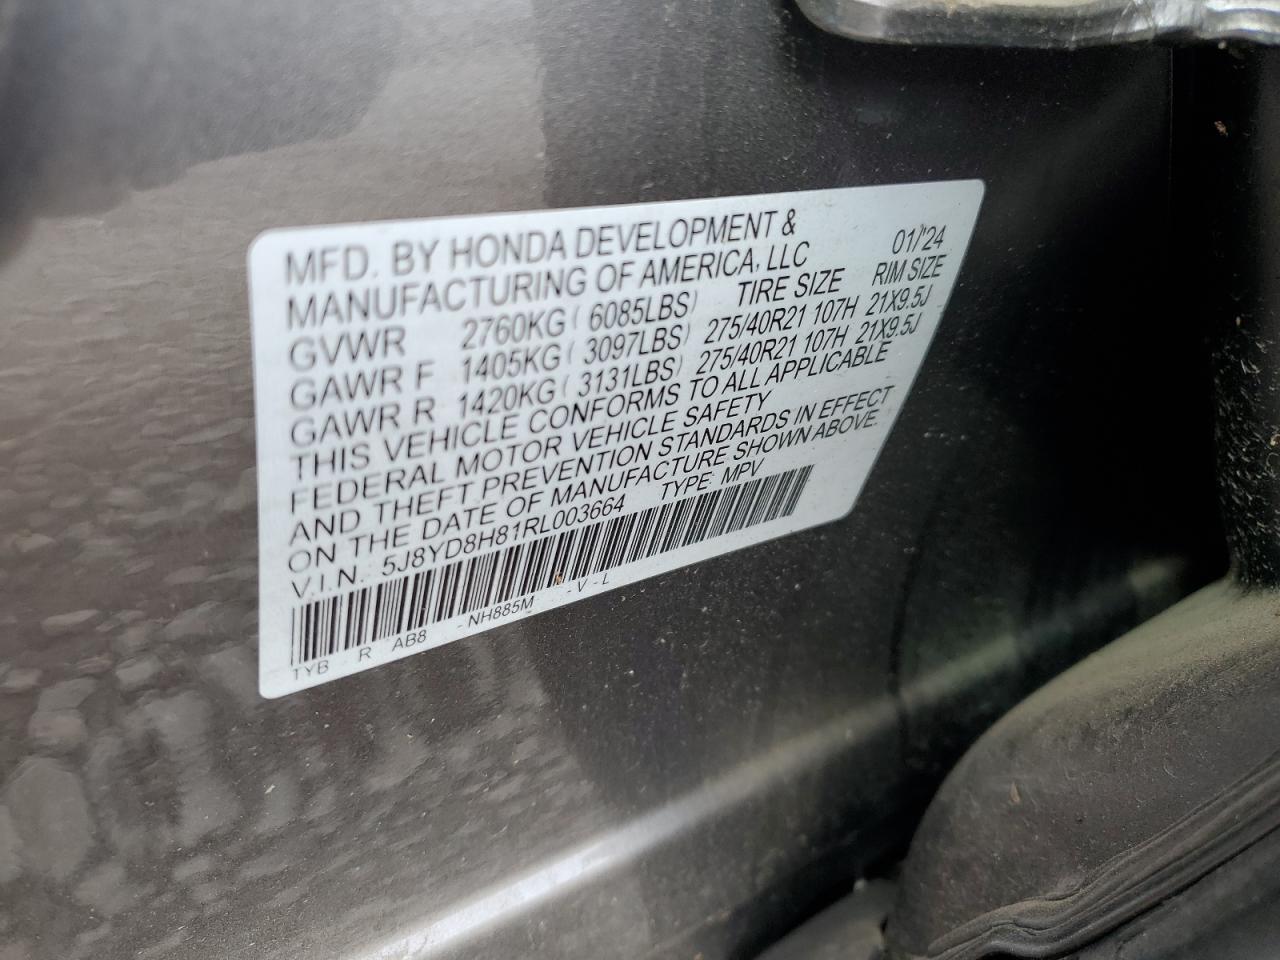 MFD. BY HONDA DEVELOPMENT & 01/'24
MANUFACTURING OF AMERICA, LLC
TIRE SIZE RIM SIZE
GVWR 2760KG ( 6085LBS)
GAWR F 1405KG ( 3097LBS) 275/40R21 107H 21X9.5J
GAWR R 1420KG ( 3131LBS) 275/40R21 107H 21X9.5J
THIS VEHICLE CONFORMS TO ALL APPLICABLE
FEDERAL MOTOR VEHICLE SAFETY
AND THEFT PREVENTION STANDARDS IN EFFECT
ON THE DATE OF MANUFACTURE SHOWN ABOVE.
V.I.N. 5J8YD8H81RL003664 TYPE: MPV
TYB R AB8 -NH885M -V-L